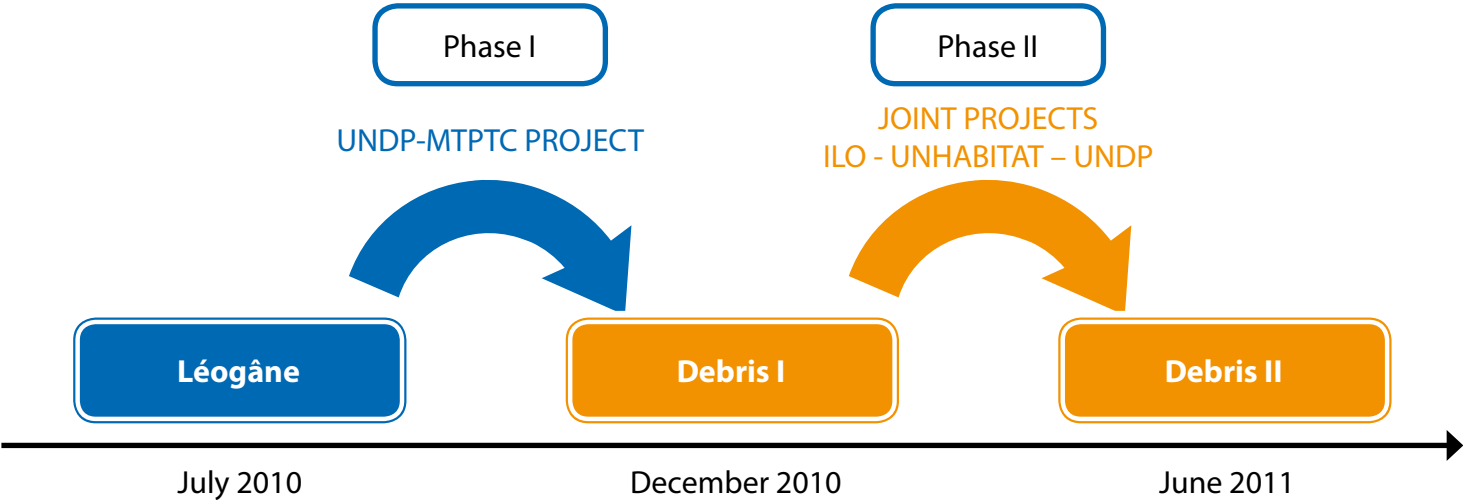 Phase I
Phase II
UNDP-MTPTC PROJECT
JOINT PROJECTS
ILO - UNHABITAT – UNDP
Léogâne
Debris I
Debris II
July 2010
December 2010
June 2011